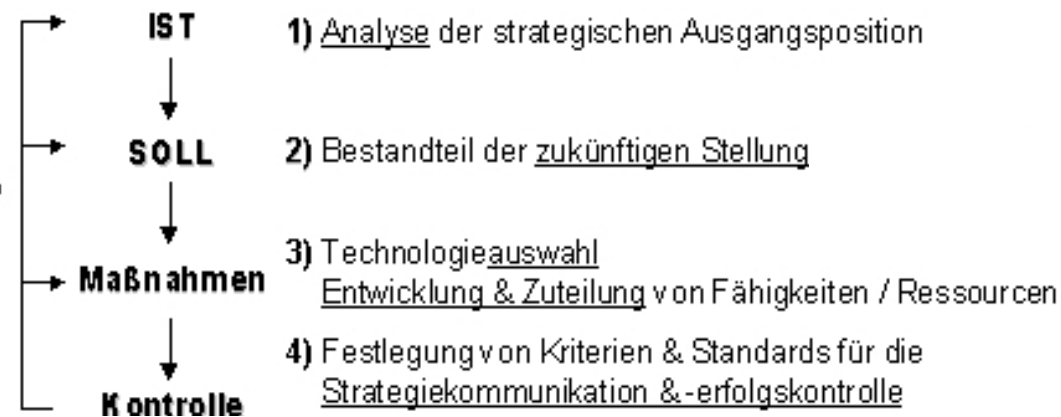 IST 1) Analyse der strategischen Ausgangsposition
SOLL 2) Bestandteil der zukünftigen Stellung
Maßnahmen 3) Technologieauswahl
Entwicklung & Zuteilung von Fähigkeiten / Ressourcen
4) Festlegung von Kriterien & Standards für die
Kontrolle Strategiekommunikation &-erfolgskontrolle